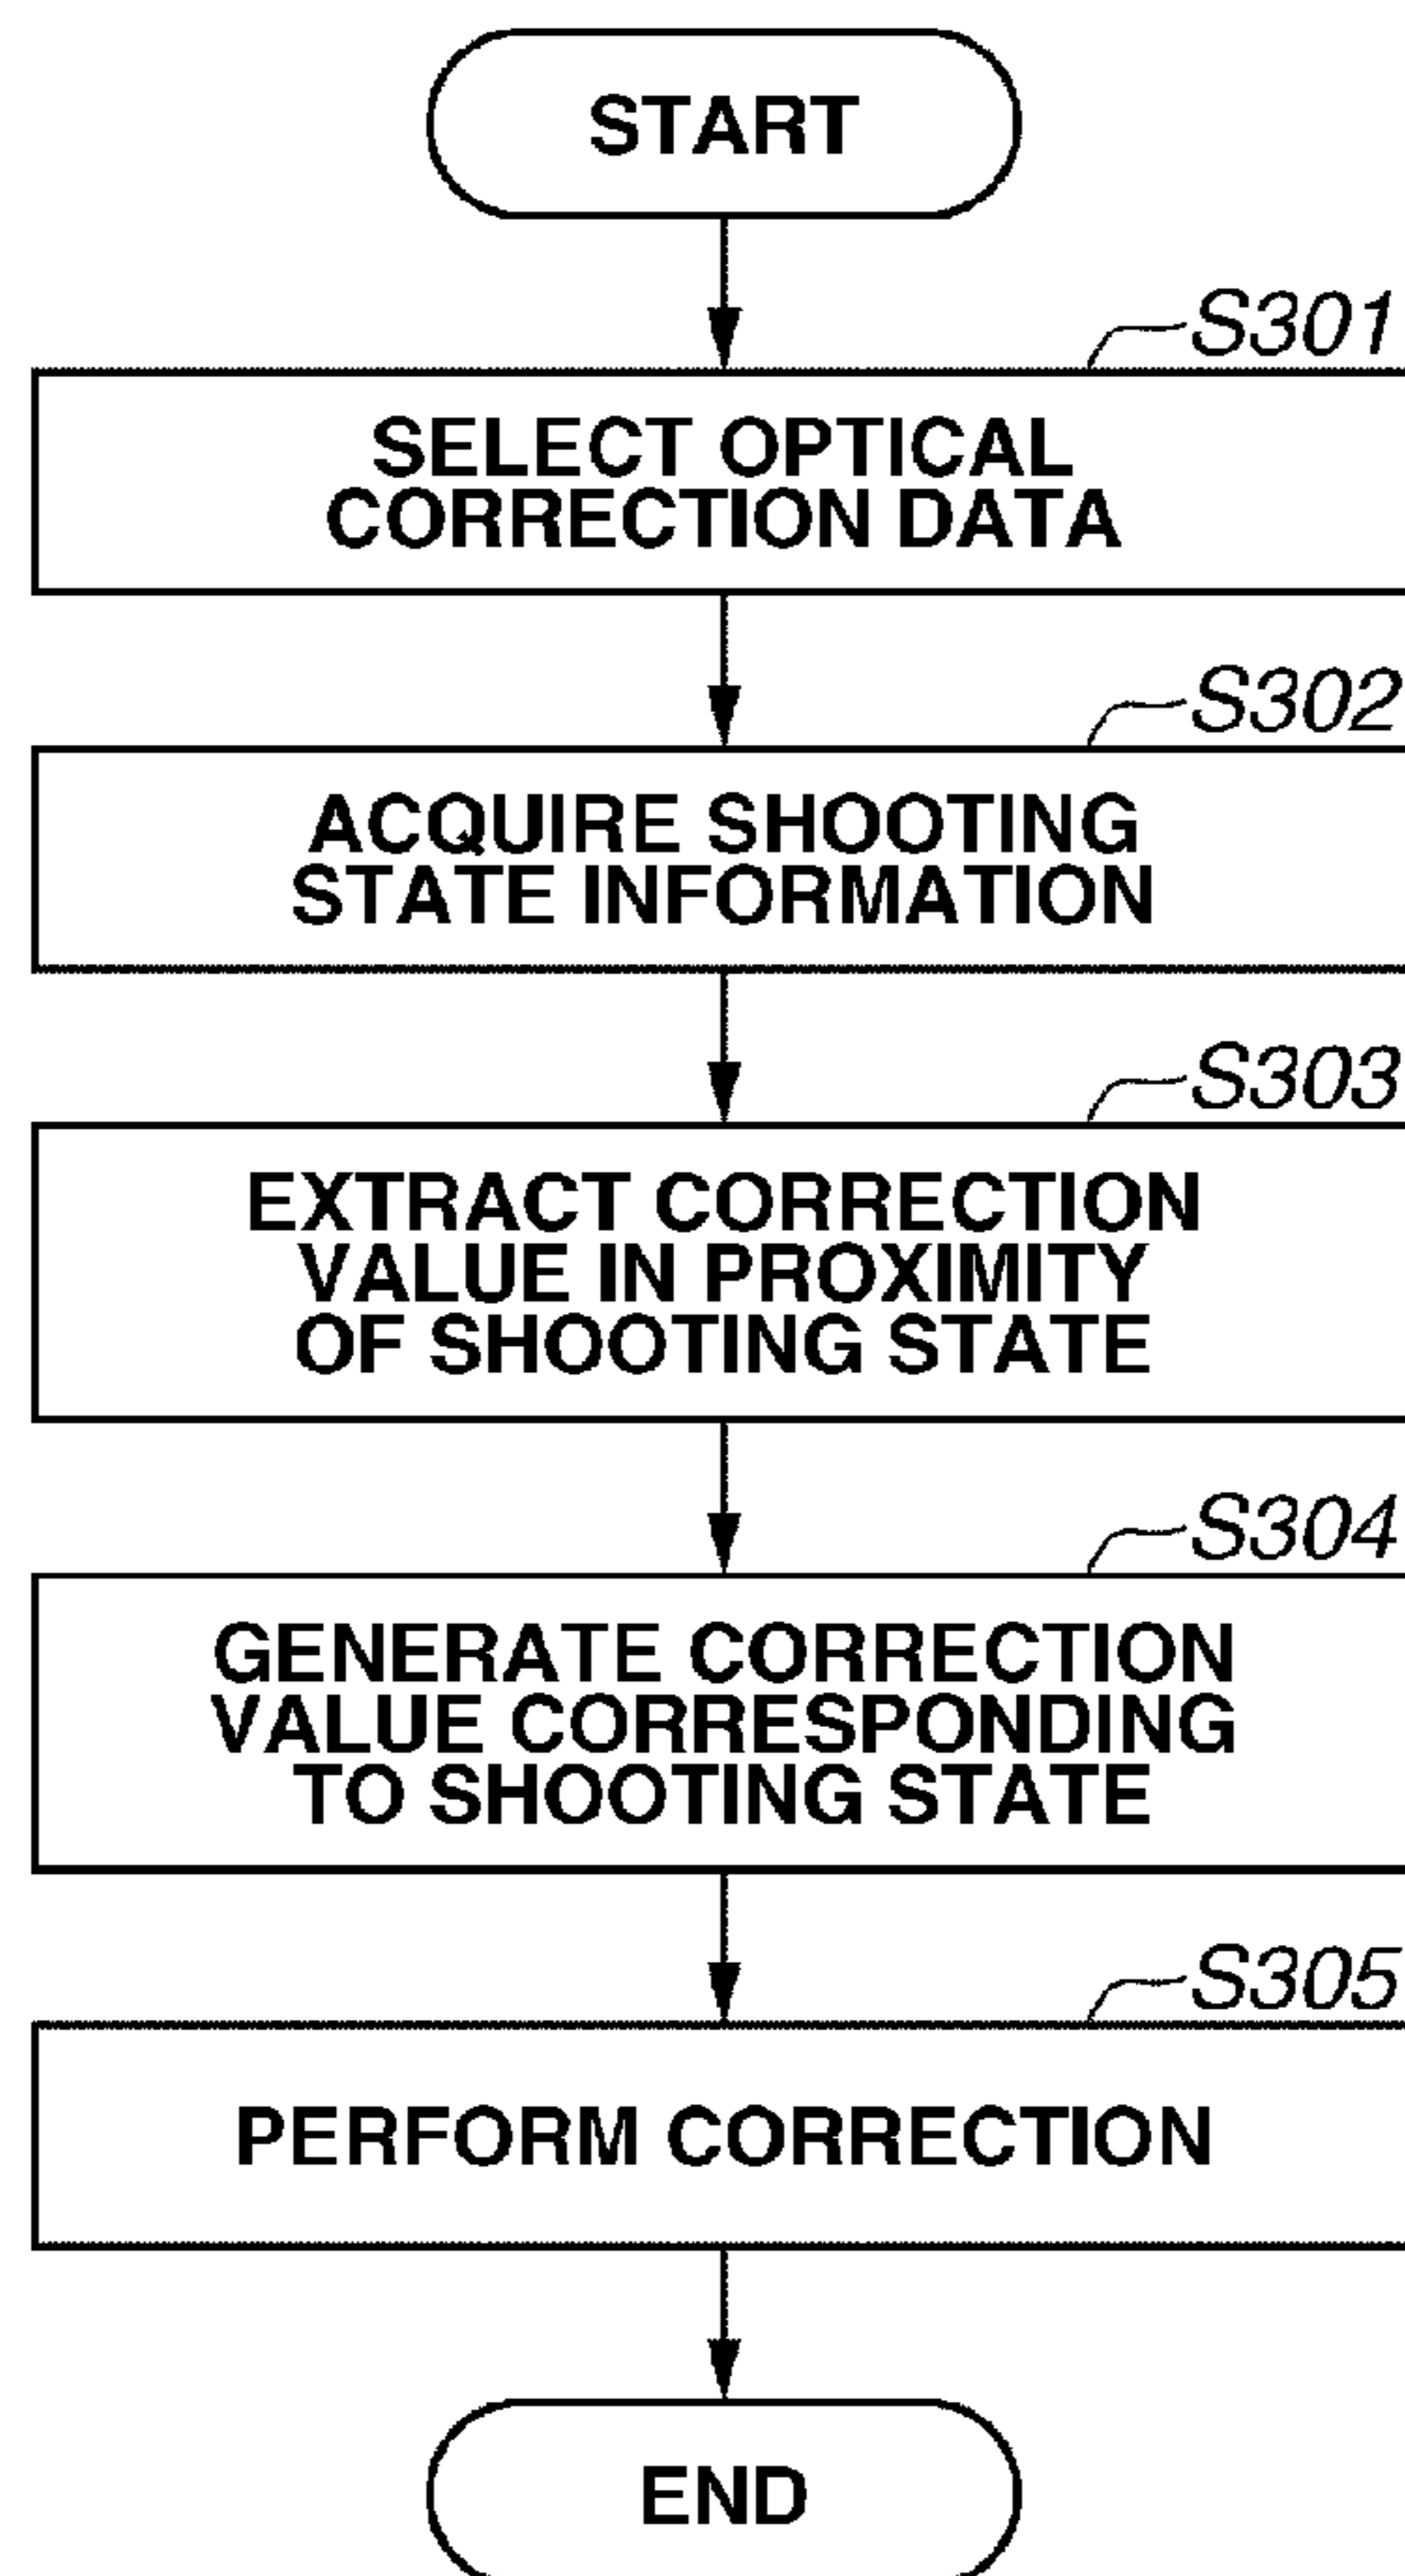 START
S301
SELECT OPTICAL
CORRECTION DATA
S302
ACQUIRE SHOOTING
STATE INFORMATION
S303
EXTRACT CORRECTION
VALUE IN PROXIMITY
OF SHOOTING STATE
S304
GENERATE CORRECTION
VALUE CORRESPONDING
TO SHOOTING STATE
S305
PERFORM CORRECTION
END